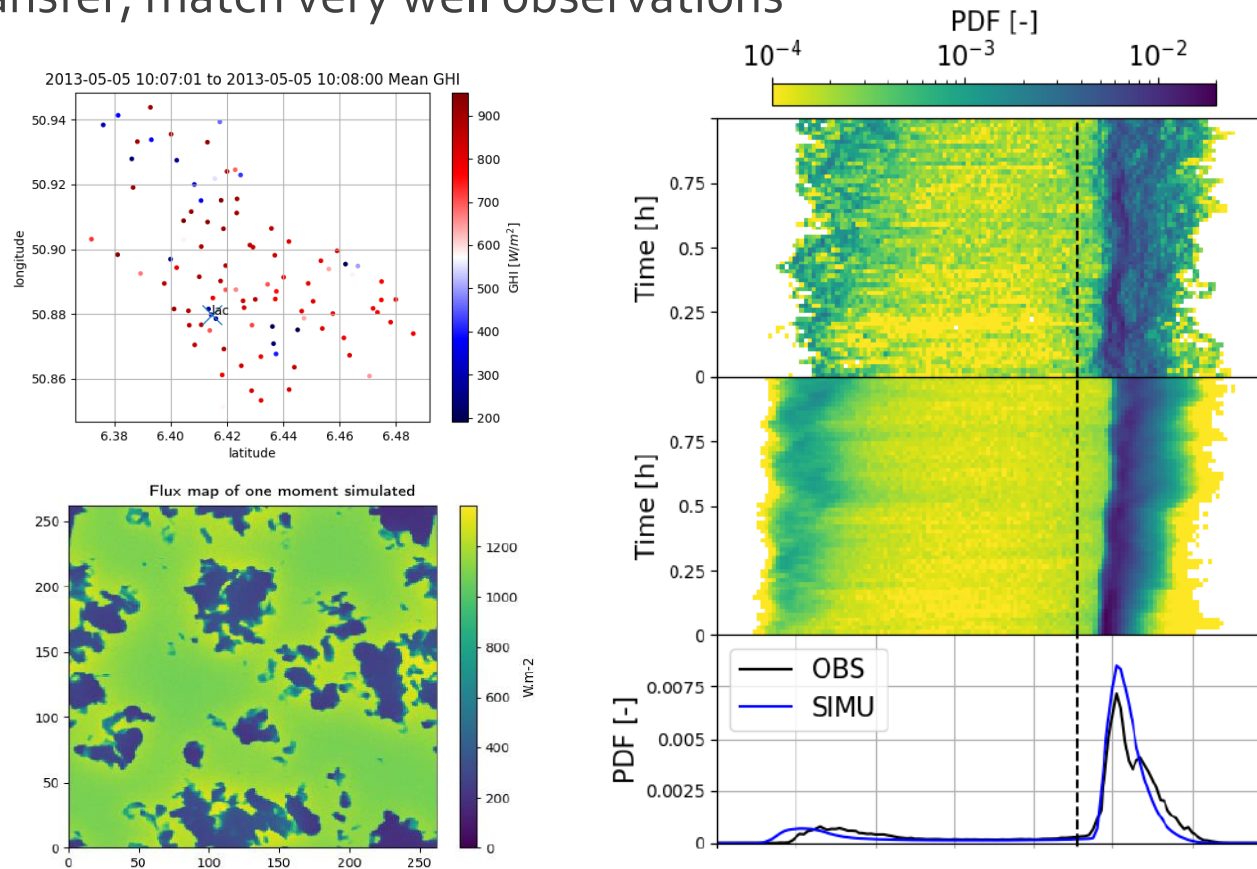 ansfer, match very well observations
2013-05-05 10:07:01 to 2013-05-05 10:08:00 Mean GHI
longitude
50.94
50.92
50.90
50.88
50.86
Jac
6.38 6.40 6.42 6.44 6.46 6.48
latitude
900
800
700
600
500
400
300
200
GHI [W/m²]
Flux map of one moment simulated
250
200
150
100
50
0
0 50 100 150 200 250
1200
1000
800
600
400
200
0
W.m-2
PDF [-]
10⁻⁴ 10⁻³ 10⁻²
Time [h]
0.75
0.5
0.25
0
Time [h]
0.75
0.5
0.25
0
PDF [-]
0.0075
0.005
0.0025
0
OBS
SIMU